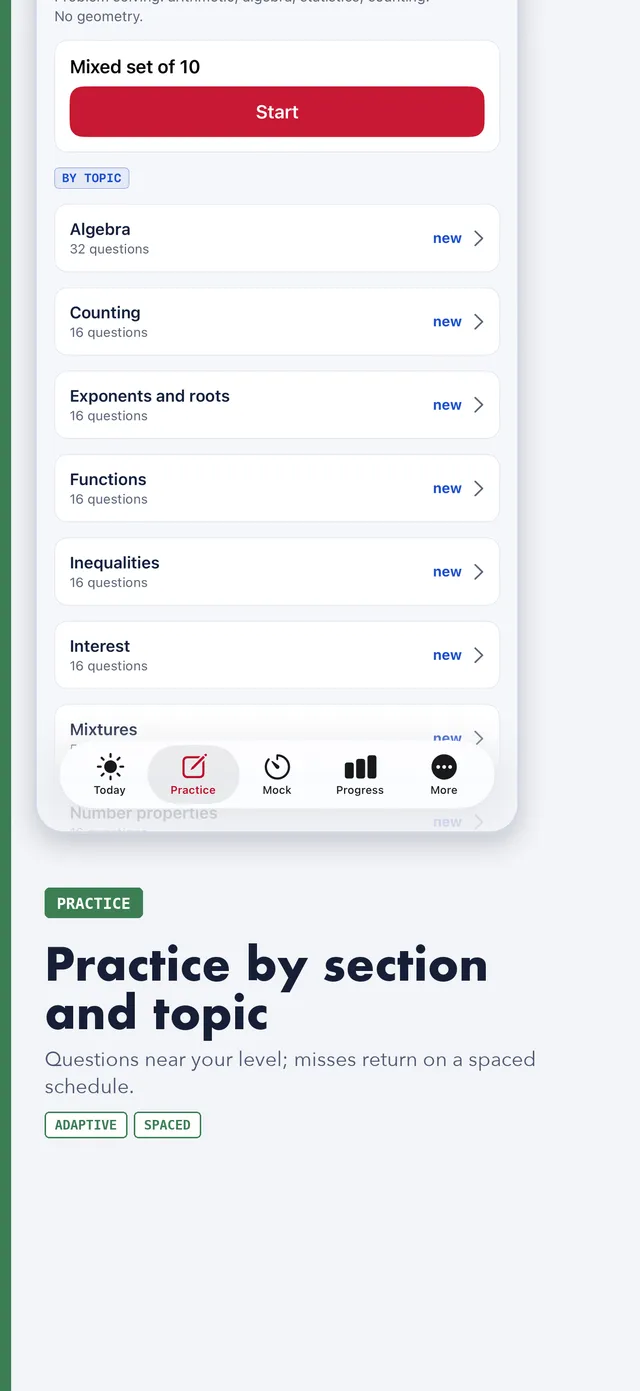 No geometry.
Mixed set of 10
Start
BY TOPIC
Algebra
32 questions
new
Counting
16 questions
new
Exponents and roots
16 questions
new
Functions
16 questions
new
Inequalities
16 questions
new
Interest
16 questions
new
Mixtures
new
Today
Practice
Mock
Progress
More
Number properties
new
PRACTICE
Practice by section
and topic
Questions near your level; misses return on a spaced
schedule.
ADAPTIVE
SPACED